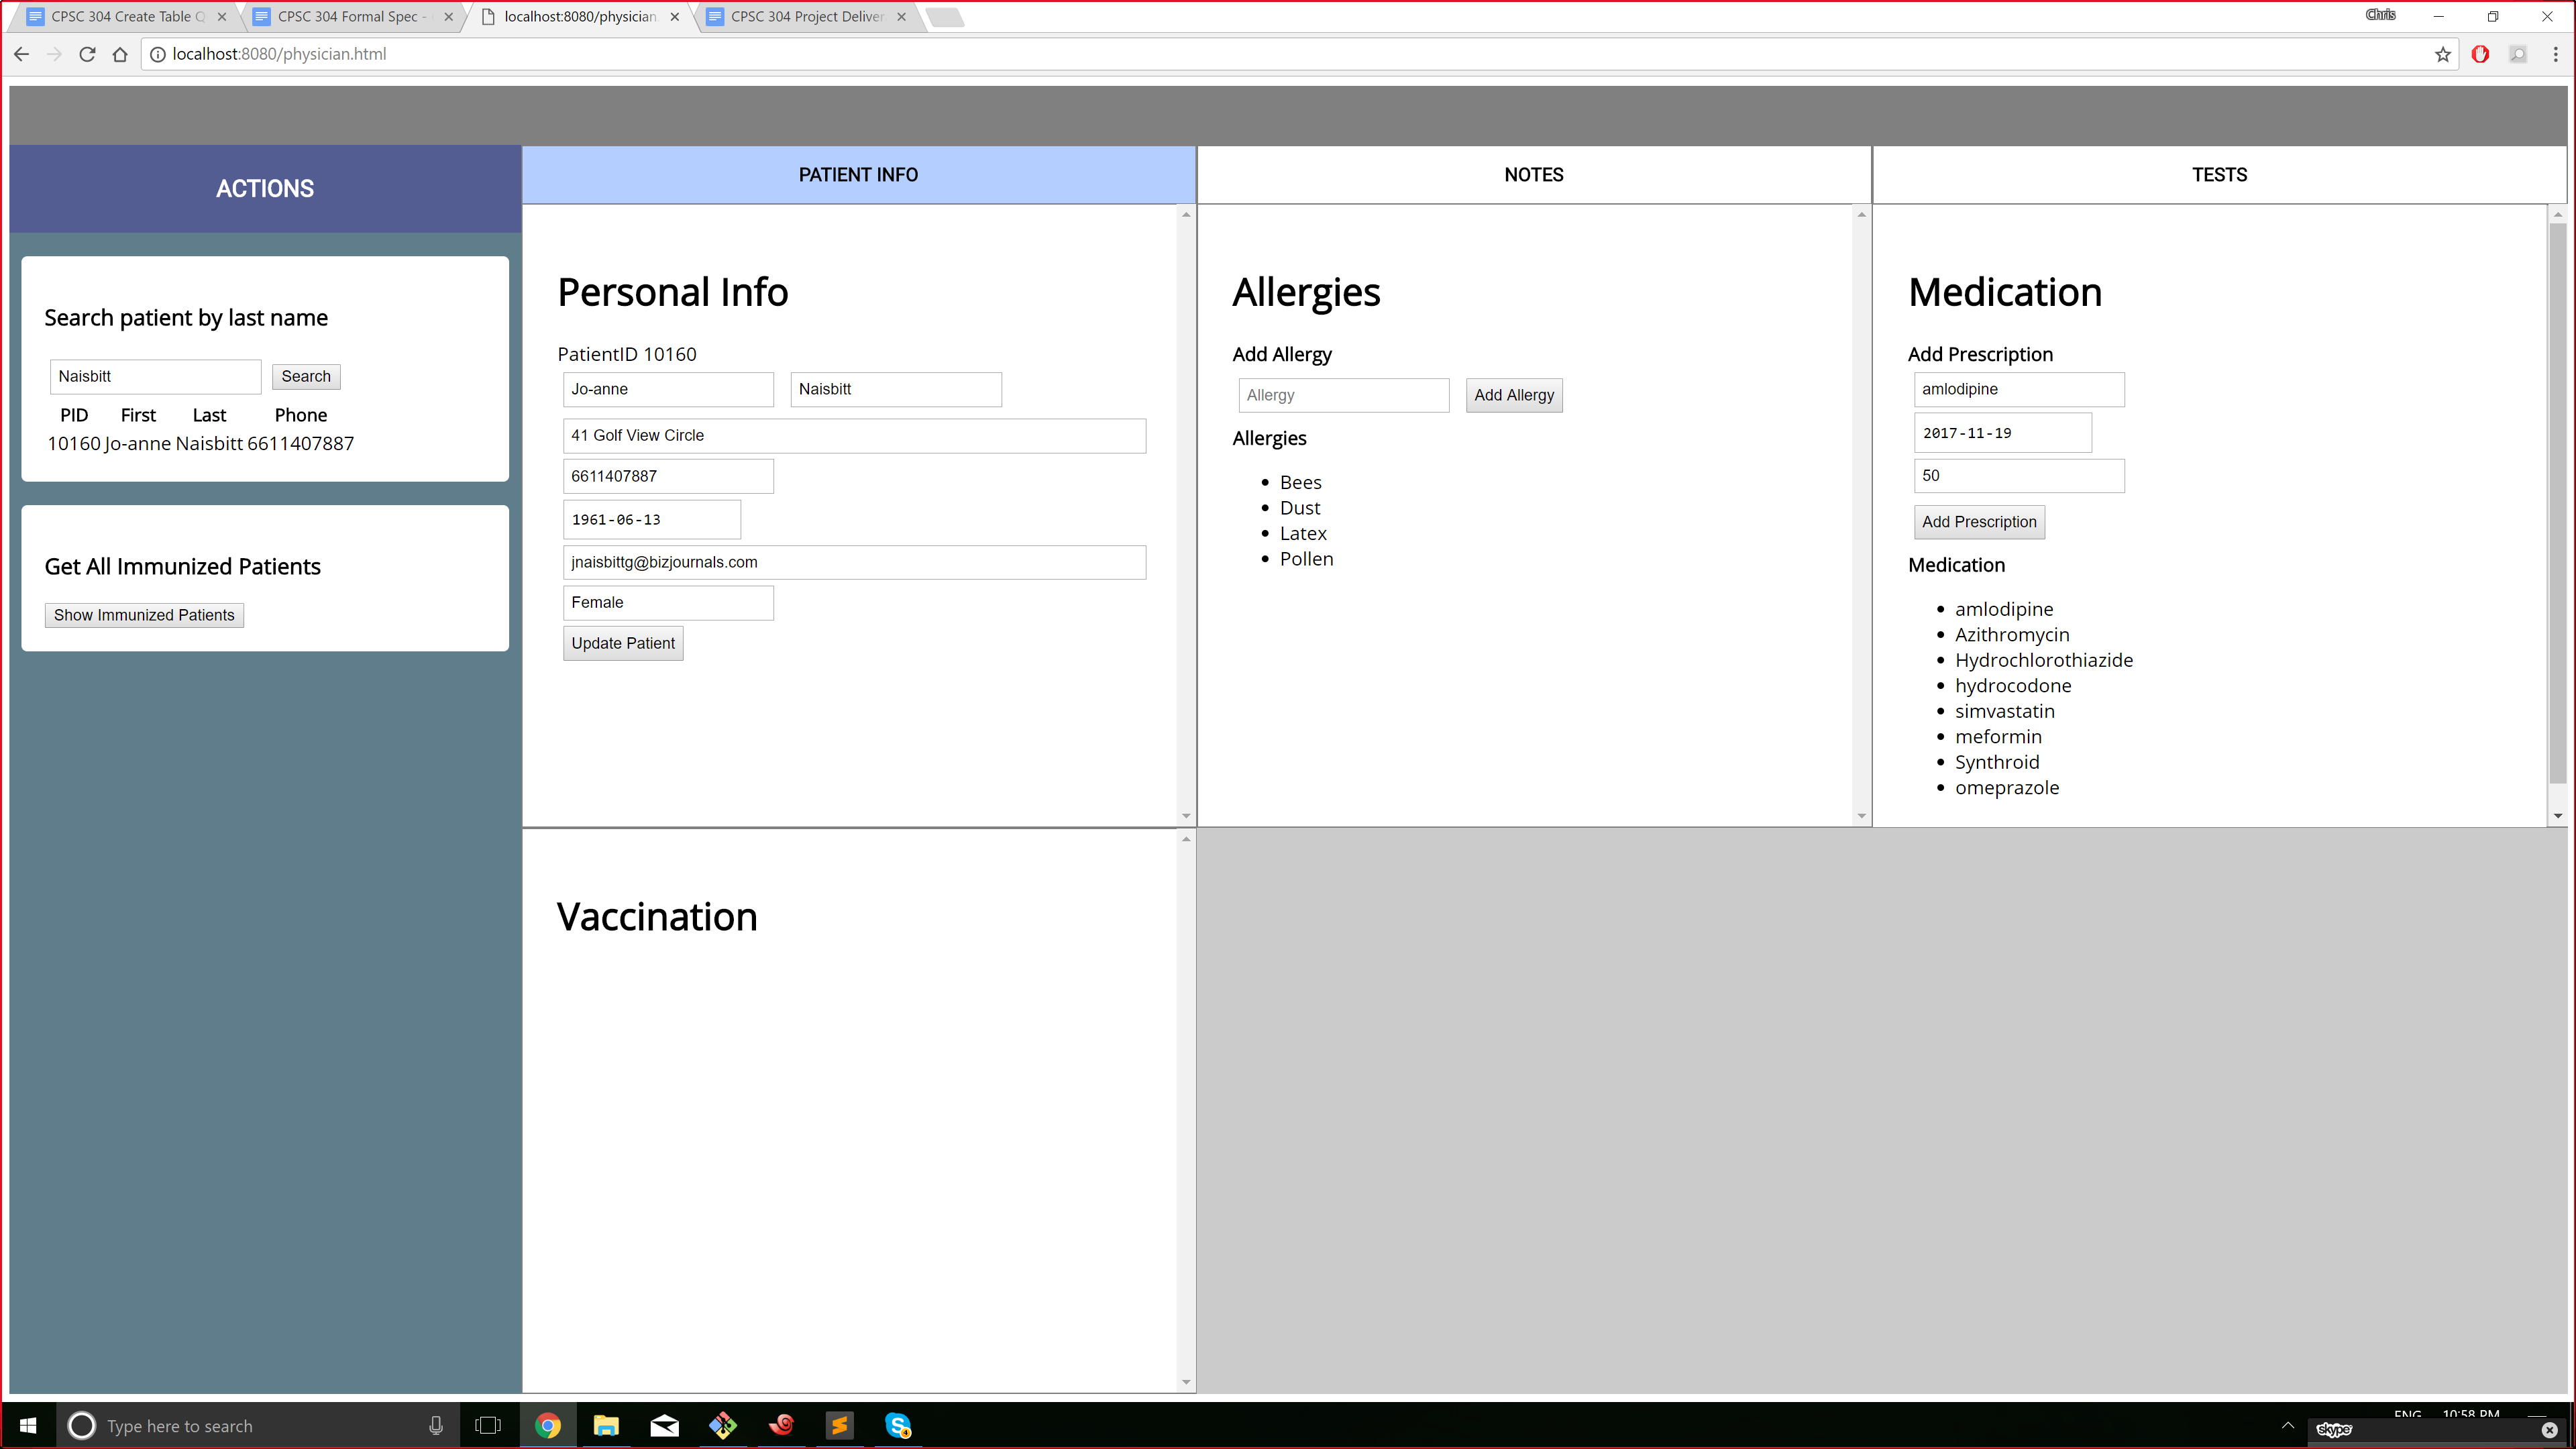 CPSC 304 Create Table Q
CPSC 304 Formal Spec -
localhost:8080/physician
CPSC 304 Project Deliver
Chris
localhost:8080/physician.html
ACTIONS
PATIENT INFO
NOTES
TESTS
Search patient by last name
Naisbitt
Search
PID First Last Phone
10160 Jo-anne Naisbitt 6611407887
Get All Immunized Patients
Show Immunized Patients
Personal Info
PatientID 10160
Jo-anne Naisbitt
41 Golf View Circle
6611407887
1961-06-13
jnaisbittg@bizjournals.com
Female
Update Patient
Allergies
Add Allergy
Allergy Add Allergy
Allergies
Bees
Dust
Latex
Pollen
Medication
Add Prescription
amlodipine
2017-11-19
50
Add Prescription
Medication
amlodipine
Azithromycin
Hydrochlorothiazide
hydrocodone
simvastatin
meformin
Synthroid
omeprazole
Vaccination
Type here to search
4
ENG 10:58 PM
skype